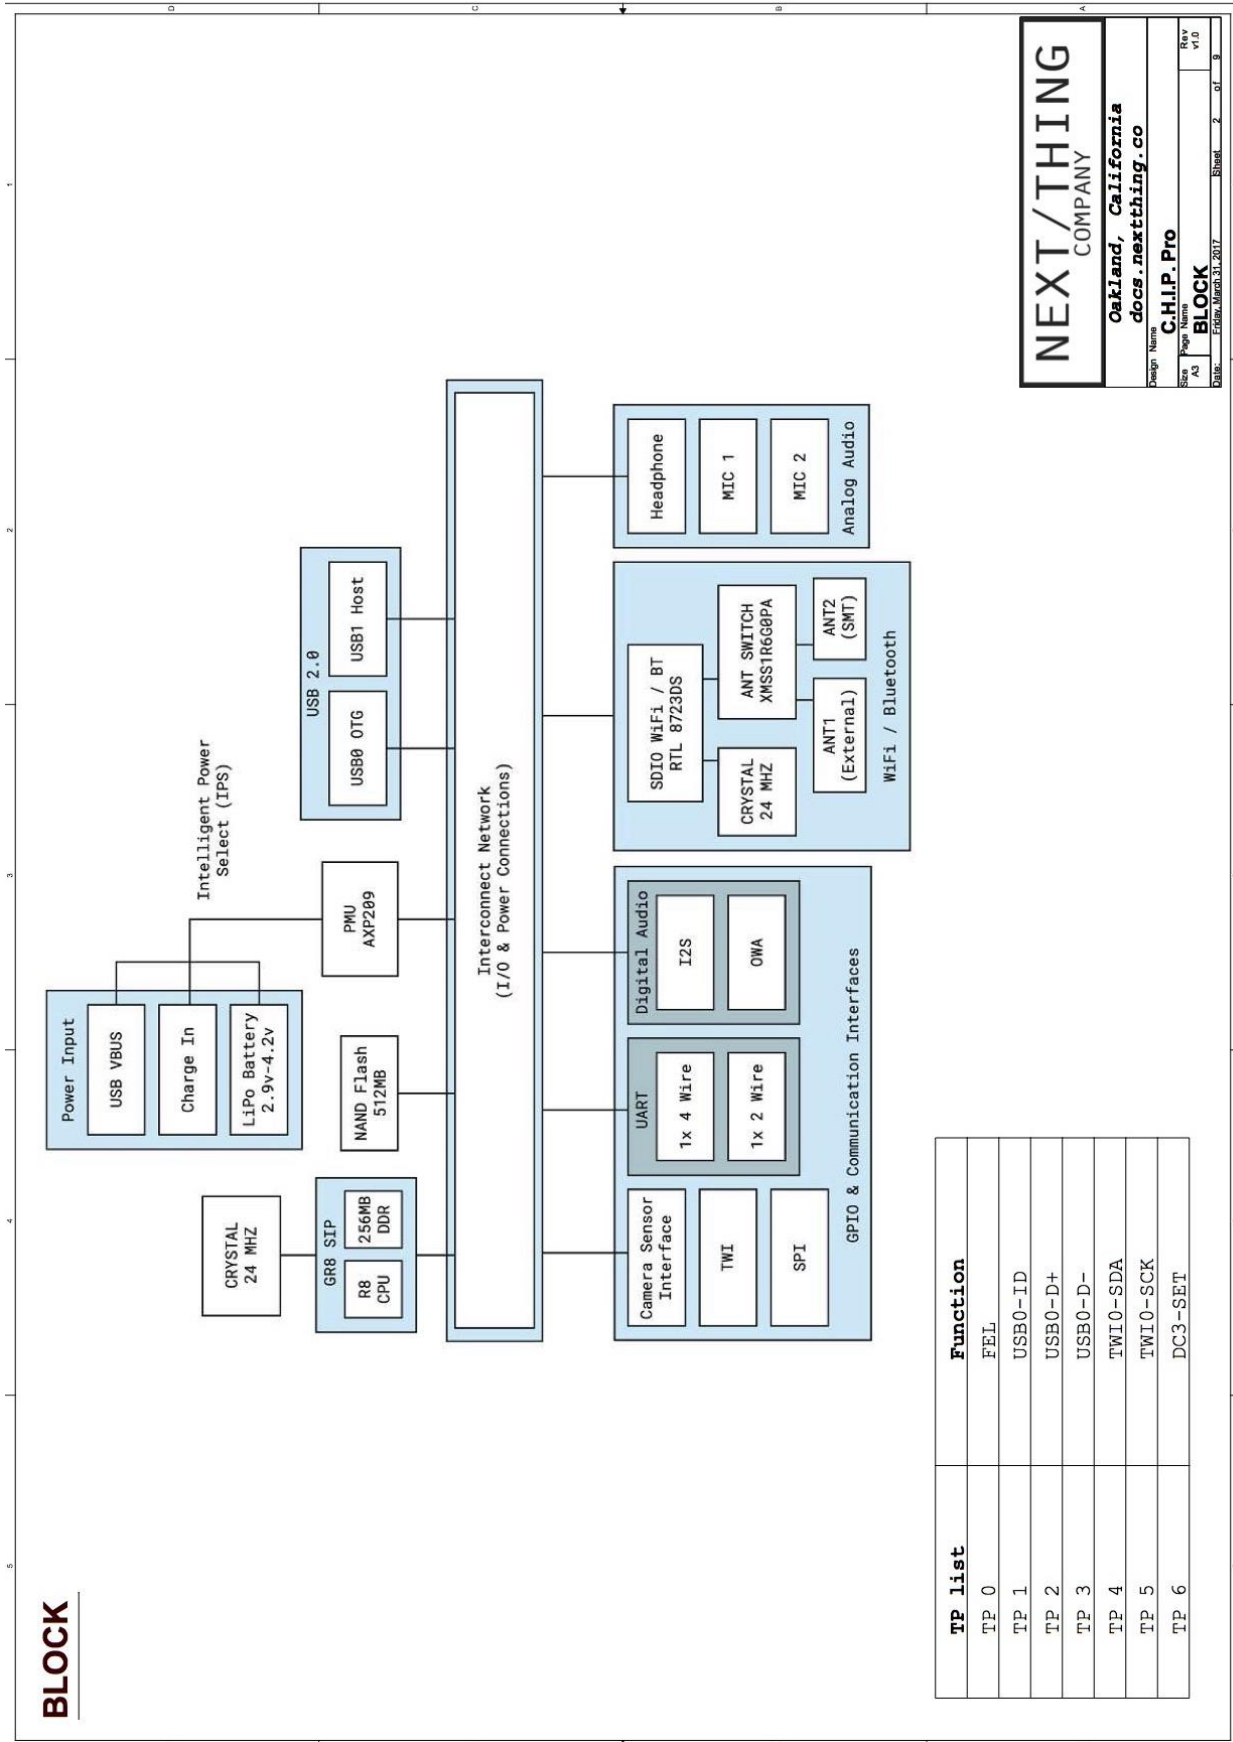 BLOCK
5
4
3
2
1
D
C
B
A
Power Input
USB VBUS
Charge In
LiPo Battery
2.9v-4.2v
Intelligent Power
Select (IPS)
CRYSTAL
24 MHZ
GR8 SIP
R8
CPU
256MB
DDR
NAND Flash
512MB
PMU
AXP209
USB 2.0
USB0 OTG
USB1 Host
Interconnect Network
(I/O & Power Connections)
Camera Sensor
Interface
TWI
SPI
UART
1x 4 Wire
1x 2 Wire
Digital Audio
I2S
OWA
GPIO & Communication Interfaces
SDIO WiFi / BT
RTL 8723DS
CRYSTAL
24 MHZ
ANT SWITCH
XMSS1R6G0PA
ANT1
(External)
ANT2
(SMT)
WiFi / Bluetooth
Headphone
MIC 1
MIC 2
Analog Audio
TP list Function
TP 0 FEL
TP 1 USB0-ID
TP 2 USB0-D+
TP 3 USB0-D-
TP 4 TWI0-SDA
TP 5 TWI0-SCK
TP 6 DC3-SET
NEXT/THING
COMPANY
Oakland, California
docs.nextthing.co
Design Name
C.H.I.P. Pro
Size Page Name Rev
A3 BLOCK v1.0
Date: Friday, March 31, 2017 Sheet 2 of 9